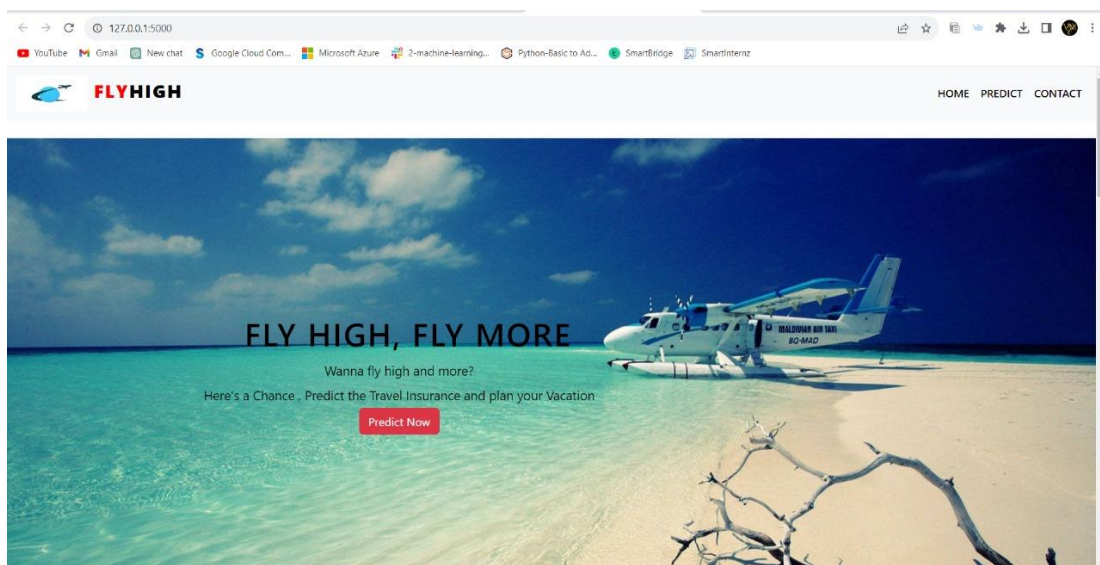 127.0.0.1:5000
YouTube Gmail New chat Google Cloud Com... Microsoft Azure 2-machine-learning... Python-Basic to Ad... SmartBridge SmartInternz
FLYHIGH HOME PREDICT CONTACT
FLY HIGH, FLY MORE
MALDIVIAN AIR TAXI
8Q-MAD
Wanna fly high and more?
Here's a Chance , Predict the Travel Insurance and plan your Vacation
Predict Now